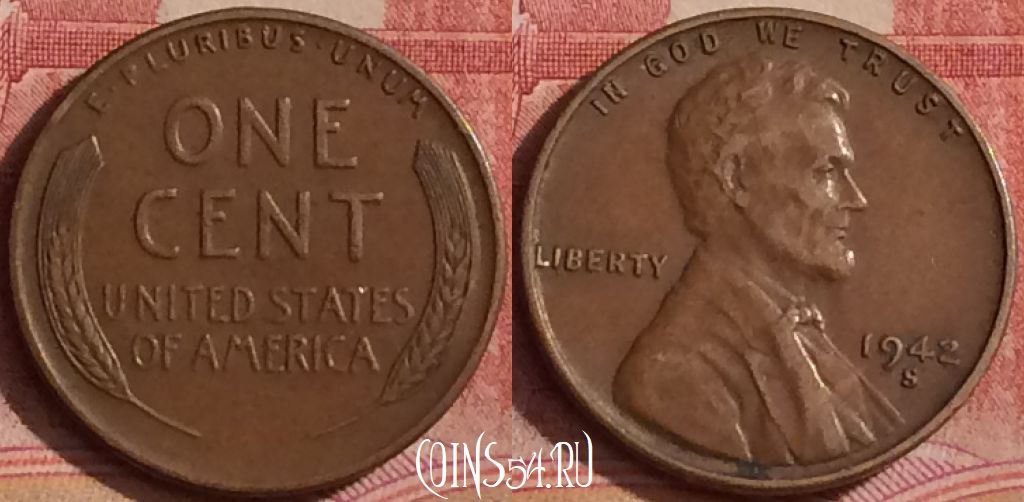 E · PLURIBUS · UNUM
ONE
CENT
UNITED STATES
OF AMERICA
IN GOD WE TRUST
LIBERTY
1942
S
COINS54.RU